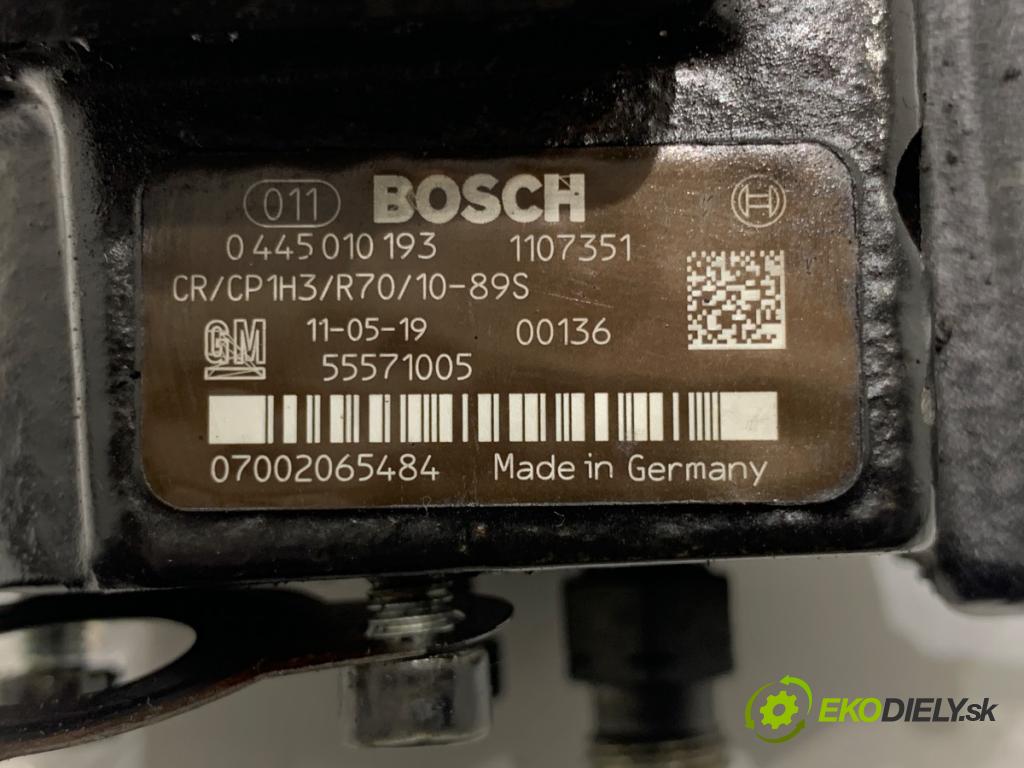 011 BOSCH
0 445 010 193 1107351
CR/CP1H3/R70/10-89S
GM 11-05-19 00136
55571005
07002065484 Made in Germany
EKODIELY.sk